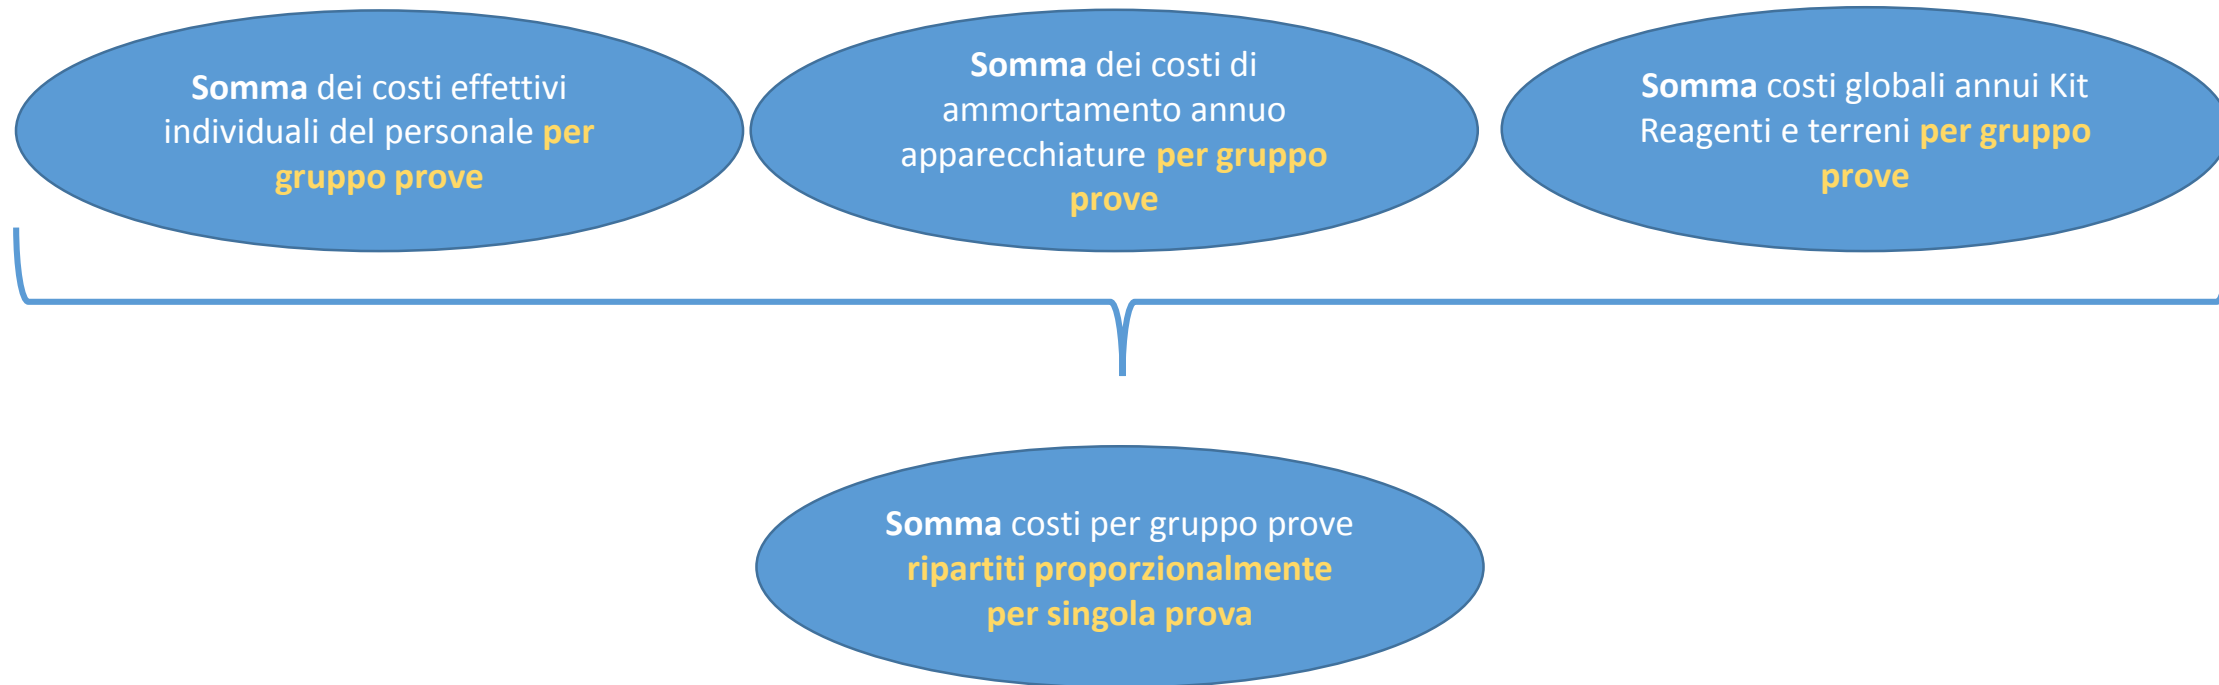 Somma dei costi effettivi
individuali del personale per
gruppo prove
Somma dei costi di
ammortamento annuo
apparecchiature per gruppo
prove
Somma costi globali annui Kit
Reagenti e terreni per gruppo
prove
Somma costi per gruppo prove
ripartiti proporzionalmente
per singola prova